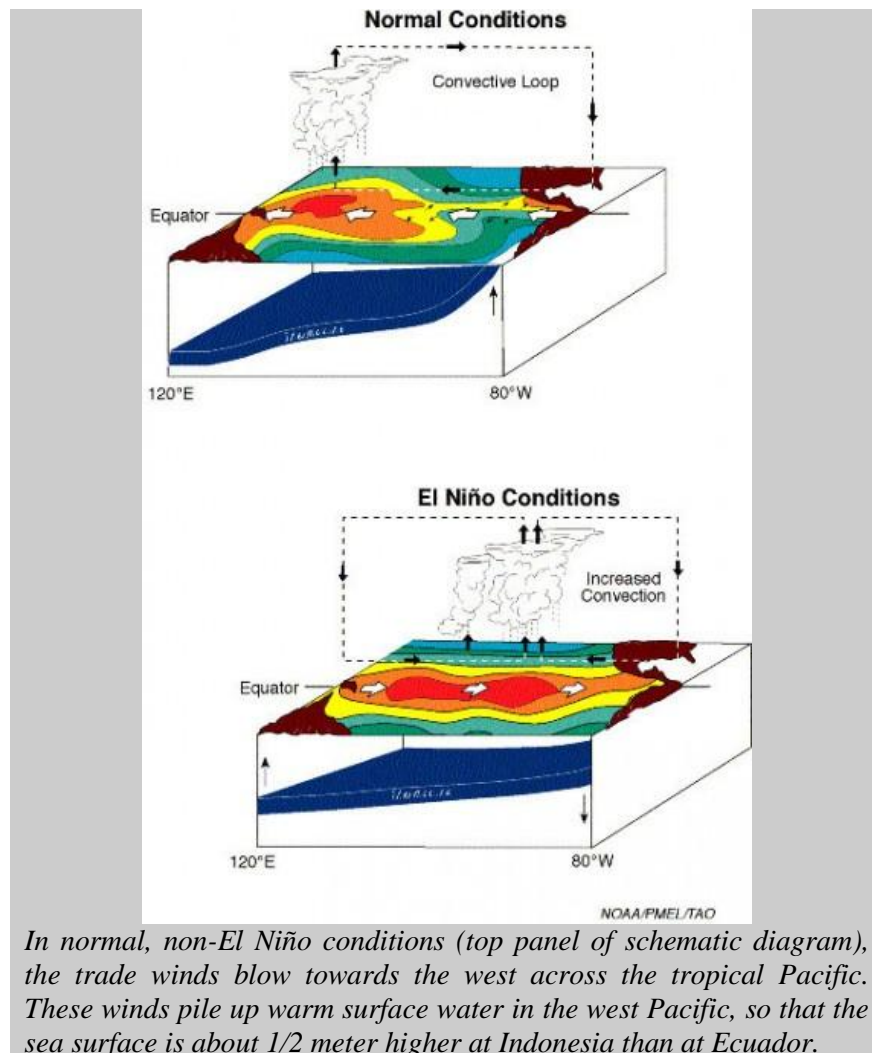 Normal Conditions
Convective Loop
Equator
120°E
80°W
El Niño Conditions
Increased
Convection
Equator
120°E
80°W
NOAA/PMEL/TAO
In normal, non-El Niño conditions (top panel of schematic diagram),
the trade winds blow towards the west across the tropical Pacific.
These winds pile up warm surface water in the west Pacific, so that the
sea surface is about 1/2 meter higher at Indonesia than at Ecuador.